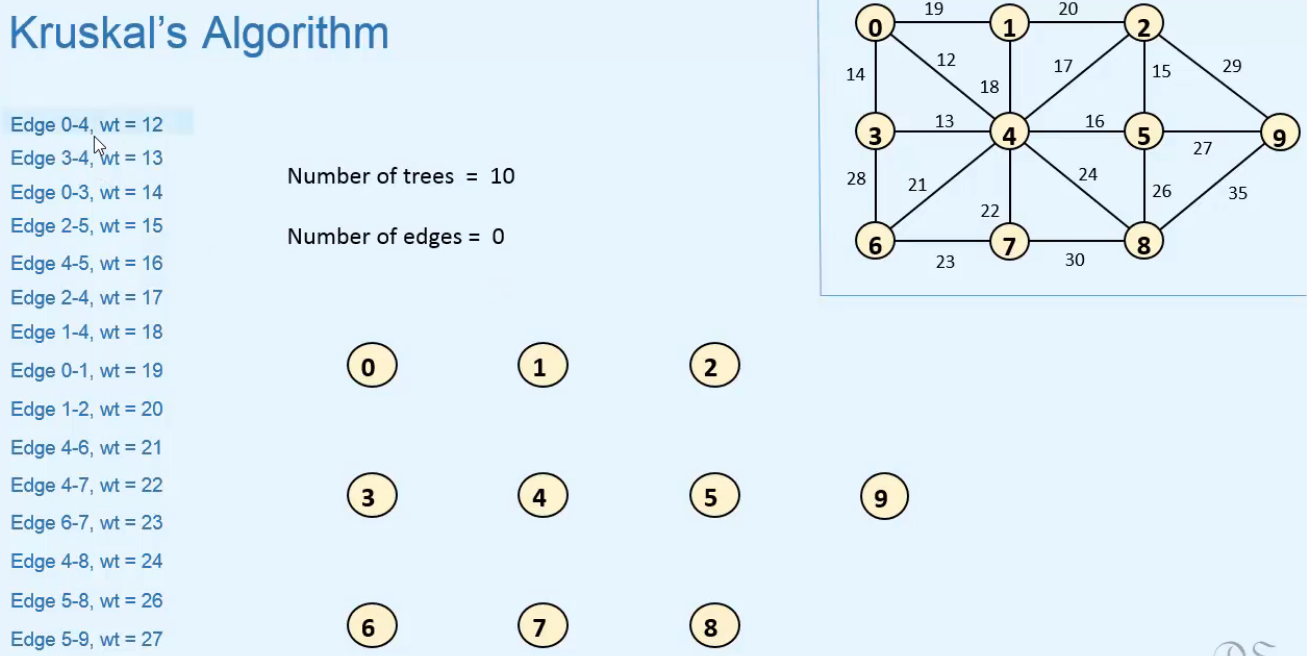 Kruskal's Algorithm
Edge 0-4, wt = 12
Edge 3-4, wt = 13
Edge 0-3, wt = 14
Edge 2-5, wt = 15
Edge 4-5, wt = 16
Edge 2-4, wt = 17
Edge 1-4, wt = 18
Edge 0-1, wt = 19
Edge 1-2, wt = 20
Edge 4-6, wt = 21
Edge 4-7, wt = 22
Edge 6-7, wt = 23
Edge 4-8, wt = 24
Edge 5-8, wt = 26
Edge 5-9, wt = 27
Number of trees = 10
Number of edges = 0
0 1 2
3 4 5 9
6 7 8
19 20
0 1 2
14 12 18 17 15 29
13 16
3 4 5 9
27
28 21 22 24 26 35
6 7 8
23 30